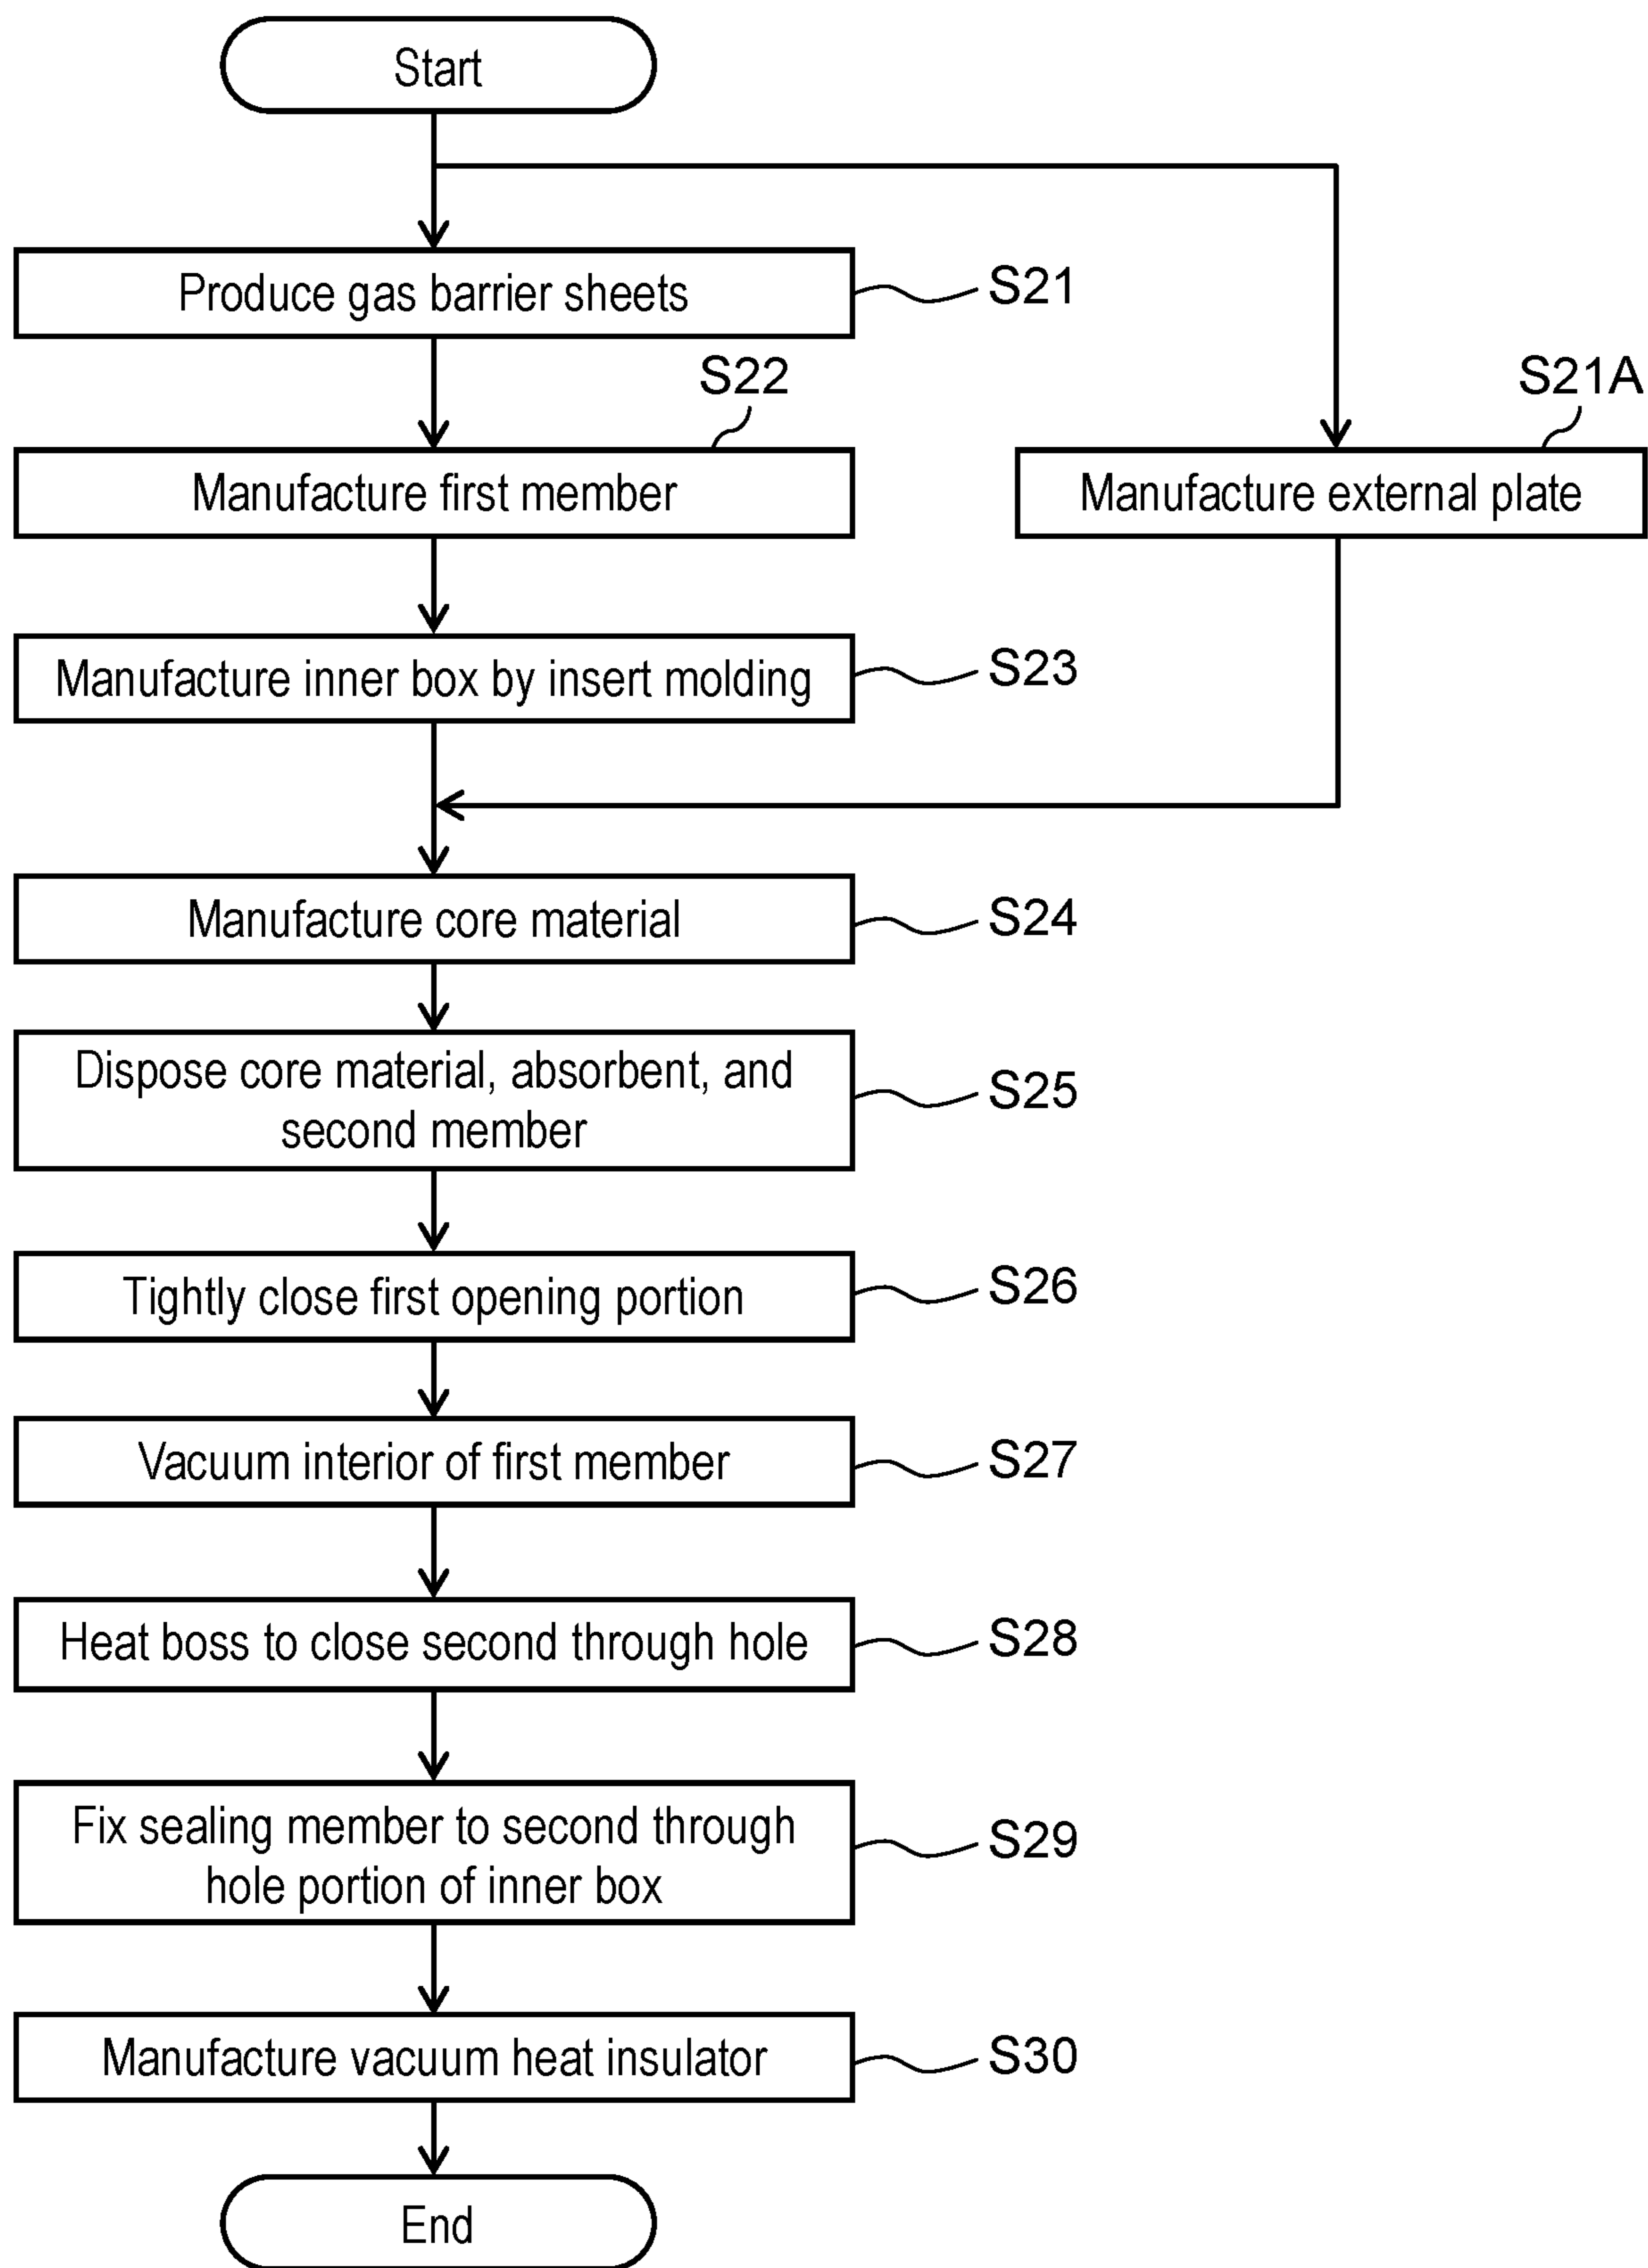 Start
Produce gas barrier sheets
S21
S22
S21A
Manufacture first member
Manufacture external plate
Manufacture inner box by insert molding
S23
Manufacture core material
S24
Dispose core material, absorbent, and
second member
S25
Tightly close first opening portion
S26
Vacuum interior of first member
S27
Heat boss to close second through hole
S28
Fix sealing member to second through
hole portion of inner box
S29
Manufacture vacuum heat insulator
S30
End